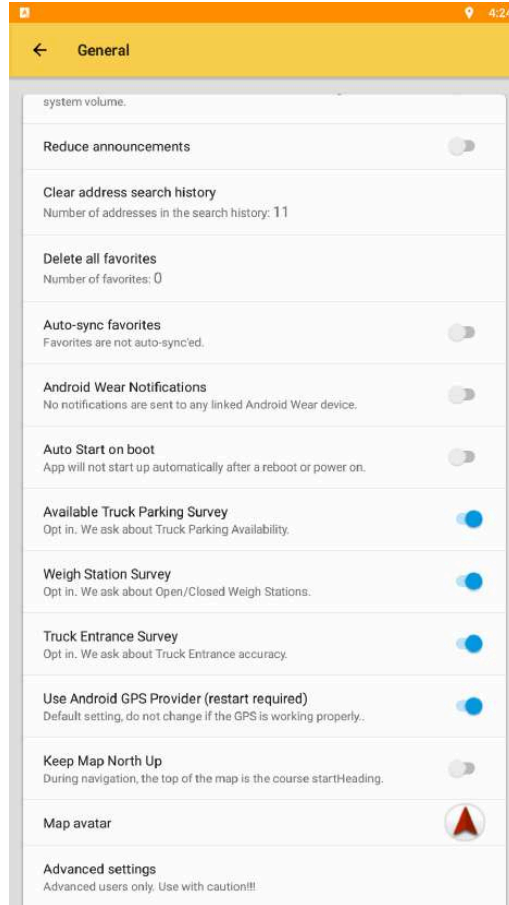 4:24
General
system volume.
Reduce announcements
Clear address search history
Number of addresses in the search history: 11
Delete all favorites
Number of favorites: 0
Auto-sync favorites
Favorites are not auto-sync'ed.
Android Wear Notifications
No notifications are sent to any linked Android Wear device.
Auto Start on boot
App will not start up automatically after a reboot or power on.
Available Truck Parking Survey
Opt in. We ask about Truck Parking Availability.
Weigh Station Survey
Opt in. We ask about Open/Closed Weigh Stations.
Truck Entrance Survey
Opt in. We ask about Truck Entrance accuracy.
Use Android GPS Provider (restart required)
Default setting, do not change if the GPS is working properly..
Keep Map North Up
During navigation, the top of the map is the course startHeading.
Map avatar
Advanced settings
Advanced users only. Use with caution!!!